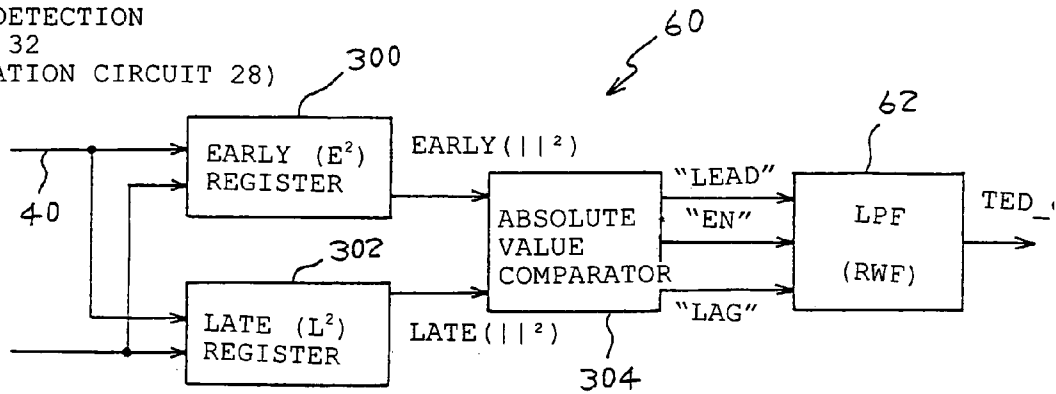 DETECTION
32
ATION CIRCUIT 28)
60
300
62
EARLY (E²)
REGISTER
EARLY(||²)
40
ABSOLUTE
VALUE
COMPARATOR
"LEAD"
"EN"
"LAG"
LPF
(RWF)
TED_
302
LATE (L²)
REGISTER
LATE(||²)
304